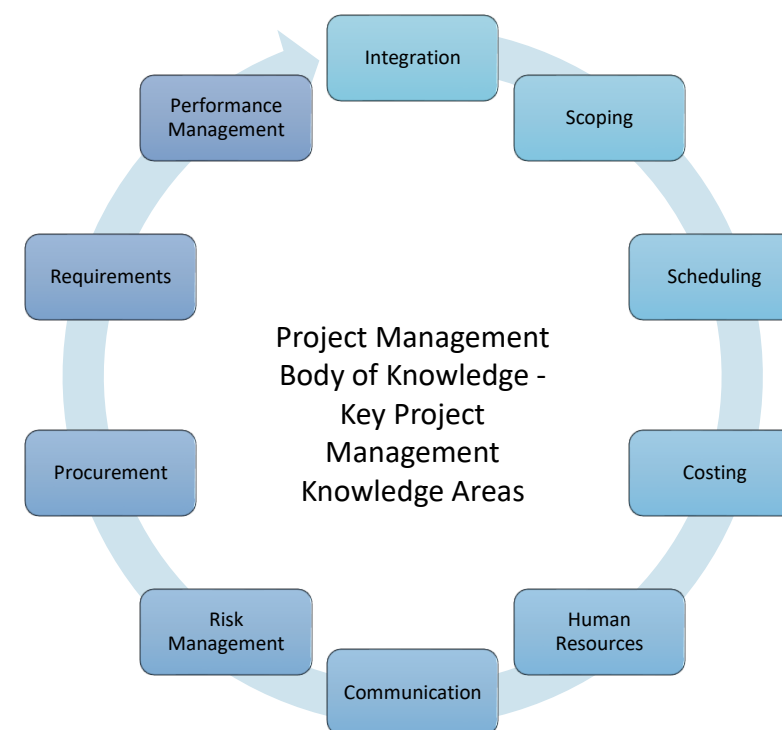 Integration
Scoping
Scheduling
Costing
Human
Resources
Communication
Risk
Management
Procurement
Requirements
Performance
Management
Project Management
Body of Knowledge -
Key Project
Management
Knowledge Areas